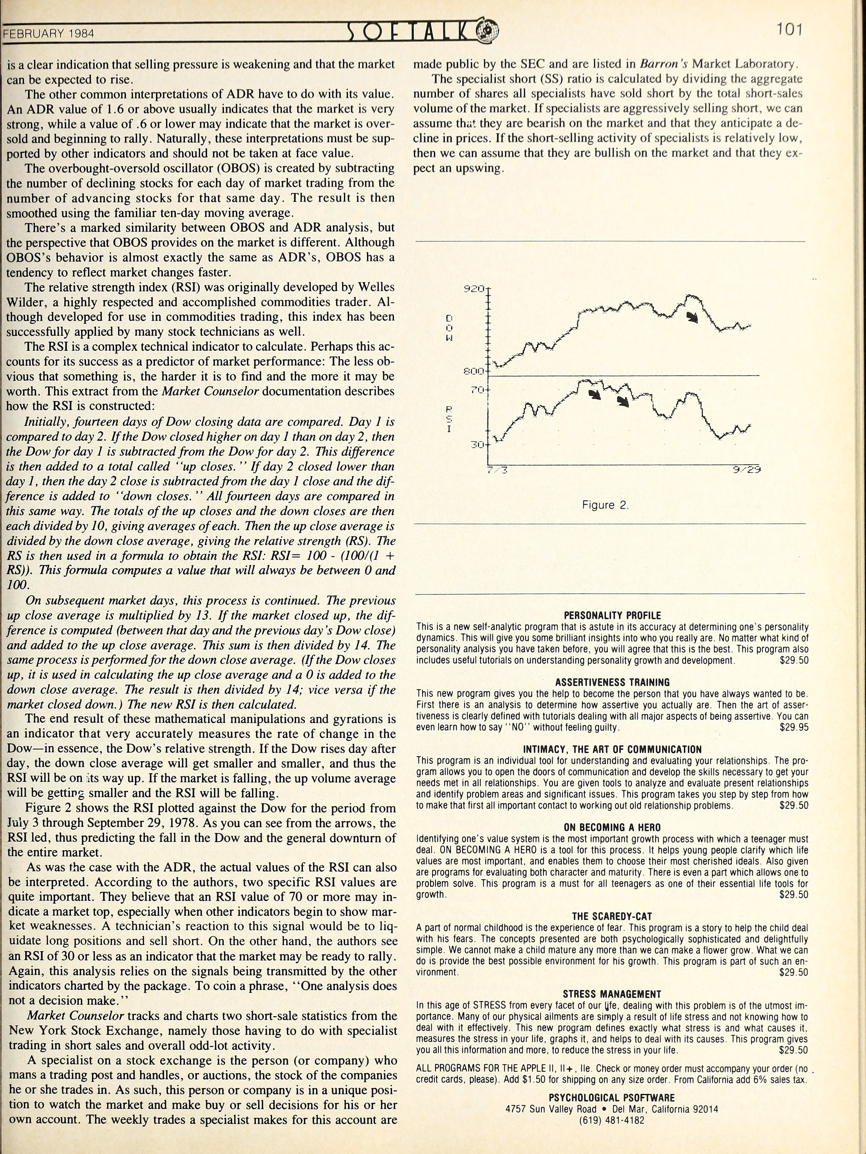 FEBRUARY 1984
SOFTALK
101
is a clear indication that selling pressure is weakening and that the market
can be expected to rise.
The other common interpretations of ADR have to do with its value.
An ADR value of 1.6 or above usually indicates that the market is very
strong, while a value of .6 or lower may indicate that the market is over-
sold and beginning to rally. Naturally, these interpretations must be sup-
ported by other indicators and should not be taken at face value.
The overbought-oversold oscillator (OBOS) is created by subtracting
the number of declining stocks for each day of market trading from the
number of advancing stocks for that same day. The result is then
smoothed using the familiar ten-day moving average.
There's a marked similarity between OBOS and ADR analysis, but
the perspective that OBOS provides on the market is different. Although
OBOS's behavior is almost exactly the same as ADR's, OBOS has a
tendency to reflect market changes faster.
The relative strength index (RSI) was originally developed by Welles
Wilder, a highly respected and accomplished commodities trader. Al-
though developed for use in commodities trading, this index has been
successfully applied by many stock technicians as well.
The RSI is a complex technical indicator to calculate. Perhaps this ac-
counts for its success as a predictor of market performance: The less ob-
vious that something is, the harder it is to find and the more it may be
worth. This extract from the Market Counselor documentation describes
how the RSI is constructed:
Initially, fourteen days of Dow closing data are compared. Day 1 is
compared to day 2. If the Dow closed higher on day 1 than on day 2, then
the Dow for day 1 is subtracted from the Dow for day 2. This difference
is then added to a total called "up closes." If day 2 closed lower than
day 1, then the day 2 close is subtracted from the day 1 close and the dif-
ference is added to "down closes." All fourteen days are compared in
this same way. The totals of the up closes and the down closes are then
each divided by 10, giving averages of each. Then the up close average is
divided by the down close average, giving the relative strength (RS). The
RS is then used in a formula to obtain the RSI: RSI= 100 - (100/(1 +
RS)). This formula computes a value that will always be between 0 and
100.
On subsequent market days, this process is continued. The previous
up close average is multiplied by 13. If the market closed up, the dif-
ference is computed (between that day and the previous day's Dow close)
and added to the up close average. This sum is then divided by 14. The
same process is performed for the down close average. (If the Dow closes
up, it is used in calculating the up close average and a 0 is added to the
down close average. The result is then divided by 14; vice versa if the
market closed down.) The new RSI is then calculated.
The end result of these mathematical manipulations and gyrations is
an indicator that very accurately measures the rate of change in the
Dow—in essence, the Dow's relative strength. If the Dow rises day after
day, the down close average will get smaller and smaller, and thus the
RSI will be on its way up. If the market is falling, the up volume average
will be getting smaller and the RSI will be falling.
Figure 2 shows the RSI plotted against the Dow for the period from
July 3 through September 29, 1978. As you can see from the arrows, the
RSI led, thus predicting the fall in the Dow and the general downturn of
the entire market.
As was the case with the ADR, the actual values of the RSI can also
be interpreted. According to the authors, two specific RSI values are
quite important. They believe that an RSI value of 70 or more may in-
dicate a market top, especially when other indicators begin to show mar-
ket weaknesses. A technician's reaction to this signal would be to liq-
uidate long positions and sell short. On the other hand, the authors see
an RSI of 30 or less as an indicator that the market may be ready to rally.
Again, this analysis relies on the signals being transmitted by the other
indicators charted by the package. To coin a phrase, "One analysis does
not a decision make."
Market Counselor tracks and charts two short-sale statistics from the
New York Stock Exchange, namely those having to do with specialist
trading in short sales and overall odd-lot activity.
A specialist on a stock exchange is the person (or company) who
mans a trading post and handles, or auctions, the stock of the companies
he or she trades in. As such, this person or company is in a unique posi-
tion to watch the market and make buy or sell decisions for his or her
own account. The weekly trades a specialist makes for this account are
made public by the SEC and are listed in Barron's Market Laboratory.
The specialist short (SS) ratio is calculated by dividing the aggregate
number of shares all specialists have sold short by the total short-sales
volume of the market. If specialists are aggressively selling short, we can
assume that they are bearish on the market and that they anticipate a de-
cline in prices. If the short-selling activity of specialists is relatively low,
then we can assume that they are bullish on the market and that they ex-
pect an upswing.
920
D
O
W
800
70
R
S
I
30
7/3
9/29
Figure 2.
PERSONALITY PROFILE
This is a new self-analytic program that is astute in its accuracy at determining one's personality
dynamics. This will give you some brilliant insights into who you really are. No matter what kind of
personality analysis you have taken before, you will agree that this is the best. This program also
includes useful tutorials on understanding personality growth and development. $29.50
ASSERTIVENESS TRAINING
This new program gives you the help to become the person that you have always wanted to be.
First there is an analysis to determine how assertive you actually are. Then the art of asser-
tiveness is clearly defined with tutorials dealing with all major aspects of being assertive. You can
even learn how to say "NO" without feeling guilty. $29.95
INTIMACY, THE ART OF COMMUNICATION
This program is an individual tool for understanding and evaluating your relationships. The pro-
gram allows you to open the doors of communication and develop the skills necessary to get your
needs met in all relationships. You are given tools to analyze and evaluate present relationships
and identify problem areas and significant issues. This program takes you step by step from how
to make that first all important contact to working out old relationship problems. $29.50
ON BECOMING A HERO
Identifying one's value system is the most important growth process with which a teenager must
deal. ON BECOMING A HERO is a tool for this process. It helps young people clarify which life
values are most important, and enables them to choose their most cherished ideals. Also given
are programs for evaluating both character and maturity. There is even a part which allows one to
problem solve. This program is a must for all teenagers as one of their essential life tools for
growth. $29.50
THE SCAREDY-CAT
A part of normal childhood is the experience of fear. This program is a story to help the child deal
with his fears. The concepts presented are both psychologically sophisticated and delightfully
simple. We cannot make a child mature any more than we can make a flower grow. What we can
do is provide the best possible environment for his growth. This program is part of such an en-
vironment. $29.50
STRESS MANAGEMENT
In this age of STRESS from every facet of our life, dealing with this problem is of the utmost im-
portance. Many of our physical ailments are simply a result of life stress and not knowing how to
deal with it effectively. This new program defines exactly what stress is and what causes it,
measures the stress in your life, graphs it, and helps to deal with its causes. This program gives
you all this information and more, to reduce the stress in your life. $29.50
ALL PROGRAMS FOR THE APPLE II, II+, IIe. Check or money order must accompany your order (no
credit cards, please). Add $1.50 for shipping on any size order. From California add 6% sales tax.
PSYCHOLOGICAL PSOFTWARE
4757 Sun Valley Road • Del Mar, California 92014
(619) 481-4182